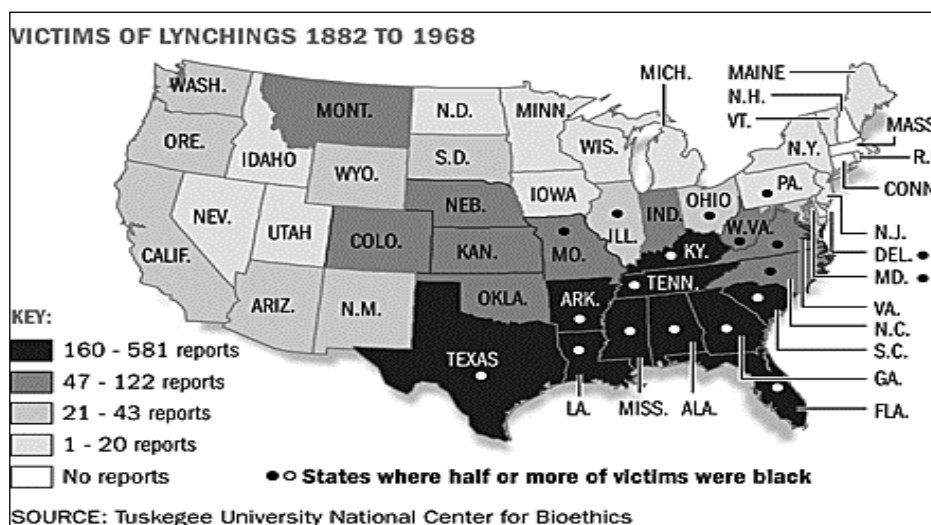 VICTIMS OF LYNCHINGS 1882 TO 1968
WASH.
MONT.
N.D.
MINN.
MICH.
MAINE
N.H.
VT.
MASS
ORE.
IDAHO
S.D.
WIS.
N.Y.
R.I
WYO.
CONN
IOWA
PA.
NEB.
OHIO
NEV.
UTAH
COLO.
ILL.
IND.
W.VA.
N.J.
CALIF.
KAN.
MO.
KY.
DEL.
MD.
TENN.
ARIZ.
N.M.
OKLA.
ARK.
VA.
N.C.
S.C.
TEXAS
GA.
LA.
MISS.
ALA.
FLA.
KEY:
160 - 581 reports
47 - 122 reports
21 - 43 reports
1 - 20 reports
No reports
States where half or more of victims were black
SOURCE: Tuskegee University National Center for Bioethics